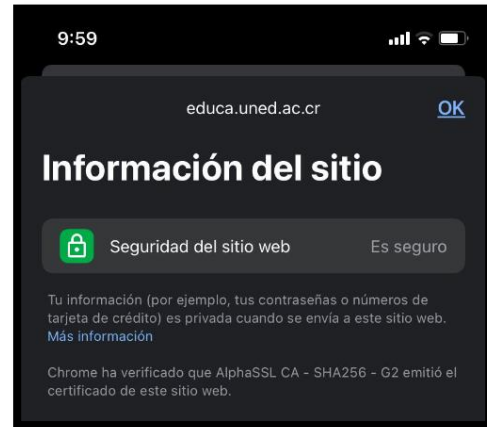 9:59
educa.uned.ac.cr OK
Información del sitio
Seguridad del sitio web Es seguro
Tu información (por ejemplo, tus contraseñas o números de
tarjeta de crédito) es privada cuando se envía a este sitio web.
Más información
Chrome ha verificado que AlphaSSL CA - SHA256 - G2 emitió el
certificado de este sitio web.